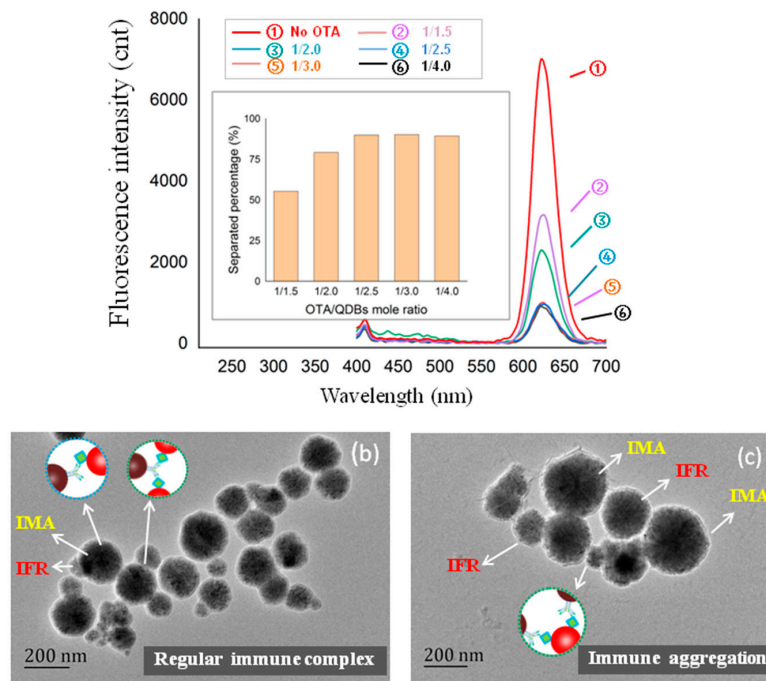 ① No OTA ② 1/1.5
③ 1/2.0 ④ 1/2.5
⑤ 1/3.0 ⑥ 1/4.0
Fluorescence intensity (cnt)
8000
6000
4000
2000
0
①
②
③
④
⑤
⑥
Separated percentage (%)
100
75
50
25
0
1/1.5 1/2.0 1/2.5 1/3.0 1/4.0
OTA/QDBs mole ratio
250 300 350 400 450 500 550 600 650 700
Wavelength (nm)
(b)
IMA
IFR
200 nm
Regular immune complex
(c)
IMA
IFR
IMA
IFR
200 nm
Immune aggregation